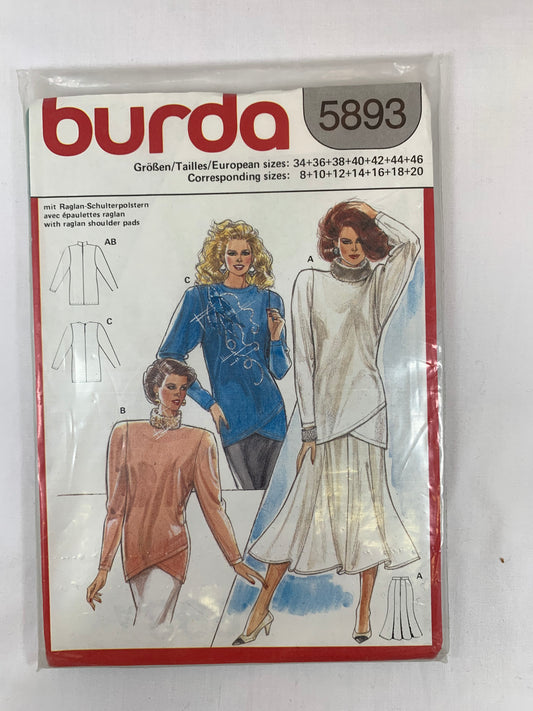 burda 5893
Größen/Tailles/European sizes: 34+36+38+40+42+44+46
Corresponding sizes: 8+10+12+14+16+18+20
mit Raglan-Schulterpolstern
avec épaulettes raglan
with raglan shoulder pads
AB
C
C
A
B
A